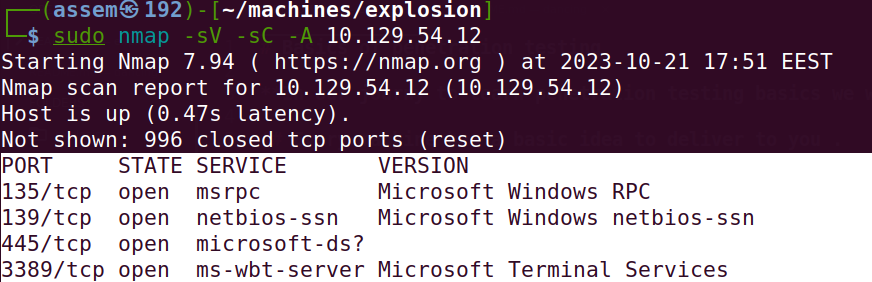 ┌──(assem㉿192)-[~/machines/explosion]
└─$ sudo nmap -sV -sC -A 10.129.54.12
Starting Nmap 7.94 ( https://nmap.org ) at 2023-10-21 17:51 EEST
Nmap scan report for 10.129.54.12 (10.129.54.12)
Host is up (0.47s latency).
Not shown: 996 closed tcp ports (reset)
PORT     STATE SERVICE       VERSION
135/tcp  open  msrpc         Microsoft Windows RPC
139/tcp  open  netbios-ssn   Microsoft Windows netbios-ssn
445/tcp  open  microsoft-ds?
3389/tcp open  ms-wbt-server Microsoft Terminal Services